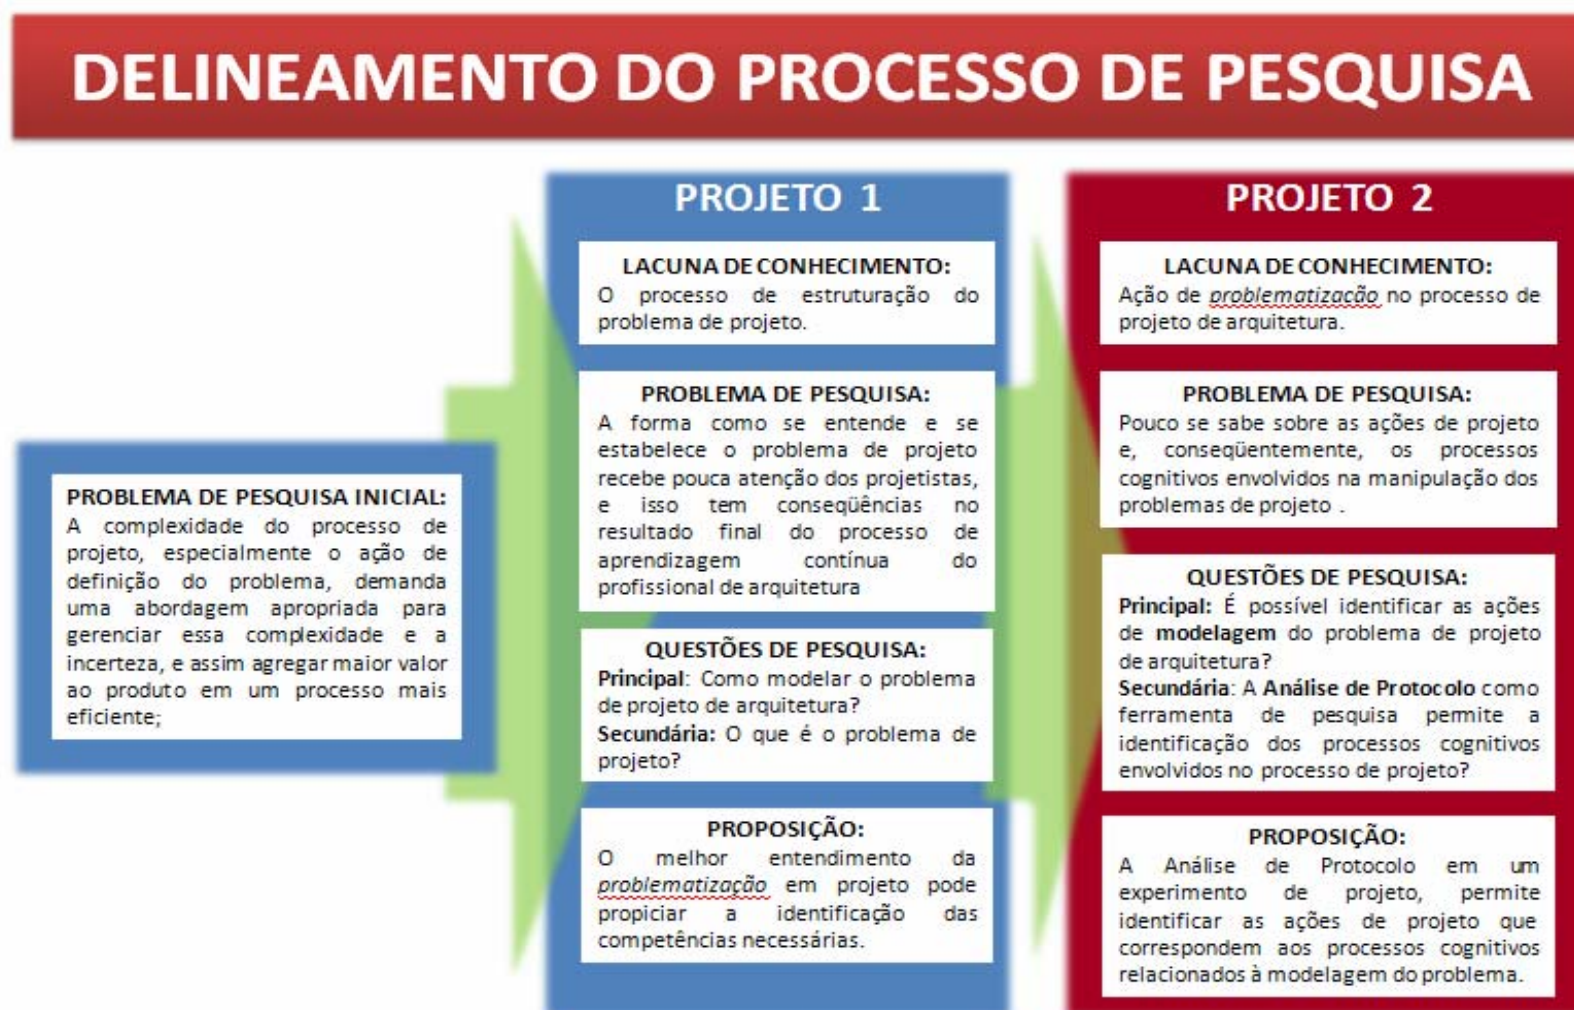 DELINEAMENTO DO PROCESSO DE PESQUISA
PROBLEMA DE PESQUISA INICIAL:
A complexidade do processo de
projeto, especialmente o ação de
definição do problema, demanda
uma abordagem apropriada para
gerenciar essa complexidade e a
incerteza, e assim agregar maior valor
ao produto em um processo mais
eficiente;
PROJETO 1
LACUNA DE CONHECIMENTO:
O processo de estruturação do
problema de projeto.
PROBLEMA DE PESQUISA:
A forma como se entende e se
estabelece o problema de projeto
recebe pouca atenção dos projetistas,
e isso tem conseqüências no
resultado final do processo de
aprendizagem contínua do
profissional de arquitetura
QUESTÕES DE PESQUISA:
Principal: Como modelar o problema
de projeto de arquitetura?
Secundária: O que é o problema de
projeto?
PROPOSIÇÃO:
O melhor entendimento da
problematização em projeto pode
propiciar a identificação das
competências necessárias.
PROJETO 2
LACUNA DE CONHECIMENTO:
Ação de problematização no processo de
projeto de arquitetura.
PROBLEMA DE PESQUISA:
Pouco se sabe sobre as ações de projeto
e, conseqüentemente, os processos
cognitivos envolvidos na manipulação dos
problemas de projeto .
QUESTÕES DE PESQUISA:
Principal: É possível identificar as ações
de modelagem do problema de projeto
de arquitetura?
Secundária: A Análise de Protocolo como
ferramenta de pesquisa permite a
identificação dos processos cognitivos
envolvidos no processo de projeto?
PROPOSIÇÃO:
A Análise de Protocolo em um
experimento de projeto, permite
identificar as ações de projeto que
correspondem aos processos cognitivos
relacionados à modelagem do problema.